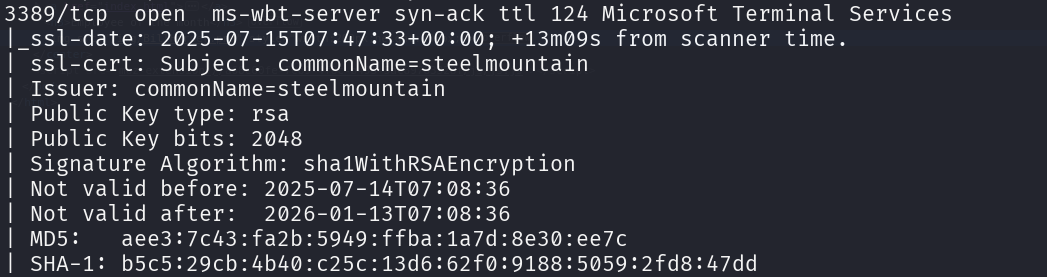 3389/tcp  open  ms-wbt-server syn-ack ttl 124 Microsoft Terminal Services
|_ssl-date: 2025-07-15T07:47:33+00:00; +13m09s from scanner time.
| ssl-cert: Subject: commonName=steelmountain
| Issuer: commonName=steelmountain
| Public Key type: rsa
| Public Key bits: 2048
| Signature Algorithm: sha1WithRSAEncryption
| Not valid before: 2025-07-14T07:08:36
| Not valid after:  2026-01-13T07:08:36
| MD5:   aee3:7c43:fa2b:5949:ffba:1a7d:8e30:ee7c
| SHA-1: b5c5:29cb:4b40:c25c:13d6:62f0:9188:5059:2fd8:47dd